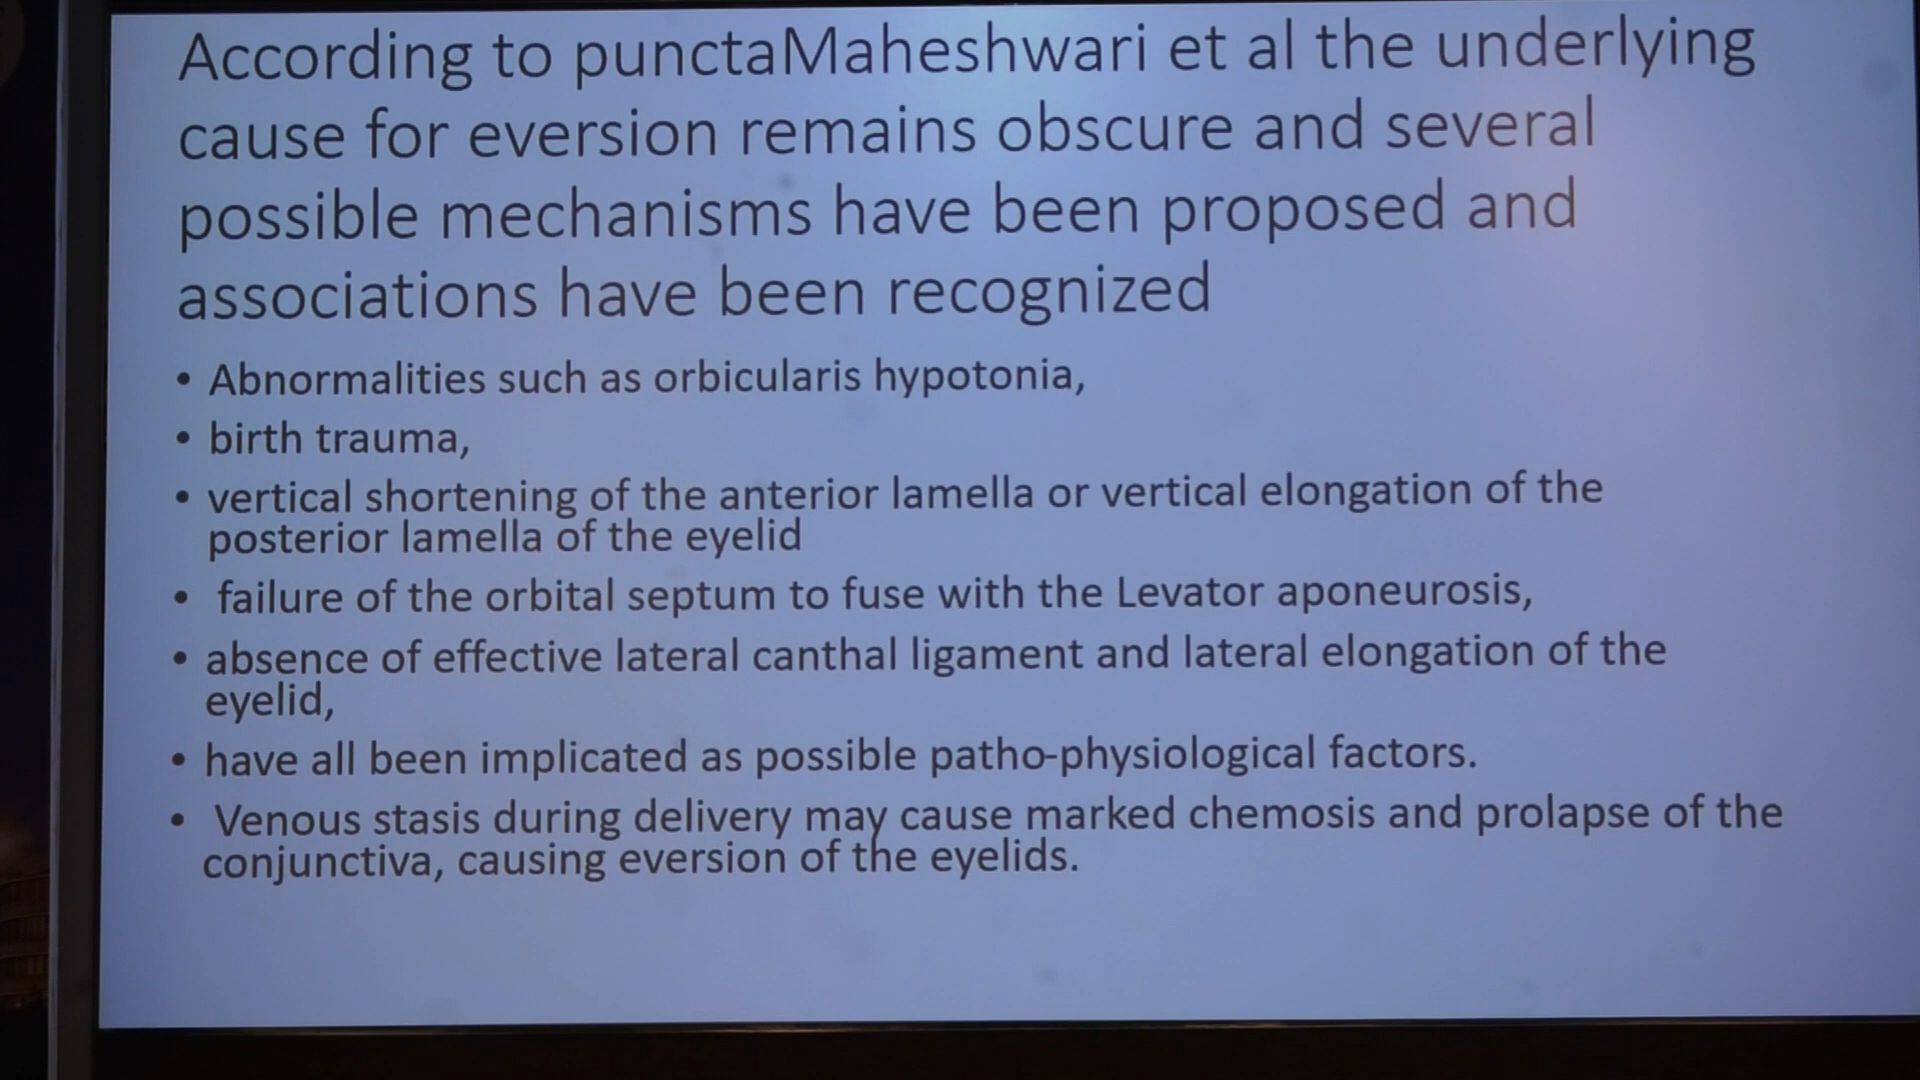 According to punctaMaheshwari et al the underlying
cause for eversion remains obscure and several
possible mechanisms have been proposed and
associations have been recognized
• Abnormalities such as orbicularis hypotonia,
• birth trauma,
• vertical shortening of the anterior lamella or vertical elongation of the
posterior lamella of the eyelid
• failure of the orbital septum to fuse with the Levator aponeurosis,
• absence of effective lateral canthal ligament and lateral elongation of the
eyelid,
• have all been implicated as possible patho-physiological factors.
• Venous stasis during delivery may cause marked chemosis and prolapse of the
conjunctiva, causing eversion of the eyelids.